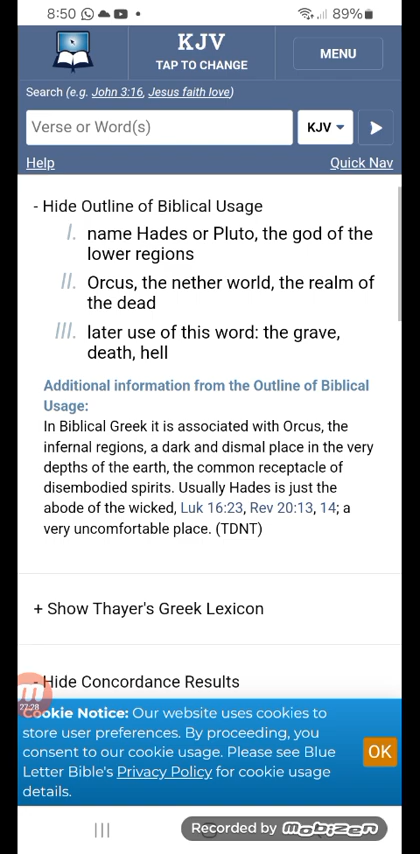 8:50
89%
KJV
TAP TO CHANGE
MENU
Search (e.g. John 3:16, Jesus faith love)
Verse or Word(s)
KJV
Help
Quick Nav
- Hide Outline of Biblical Usage
I. name Hades or Pluto, the god of the
lower regions
II. Orcus, the nether world, the realm of
the dead
III. later use of this word: the grave,
death, hell
Additional information from the Outline of Biblical
Usage:
In Biblical Greek it is associated with Orcus, the
infernal regions, a dark and dismal place in the very
depths of the earth, the common receptacle of
disembodied spirits. Usually Hades is just the
abode of the wicked, Luk 16:23, Rev 20:13, 14; a
very uncomfortable place. (TDNT)
+ Show Thayer's Greek Lexicon
- Hide Concordance Results
27:28
Cookie Notice: Our website uses cookies to
store user preferences. By proceeding, you
consent to our cookie usage. Please see Blue
Letter Bible's Privacy Policy for cookie usage
details.
OK
Recorded by mobizen